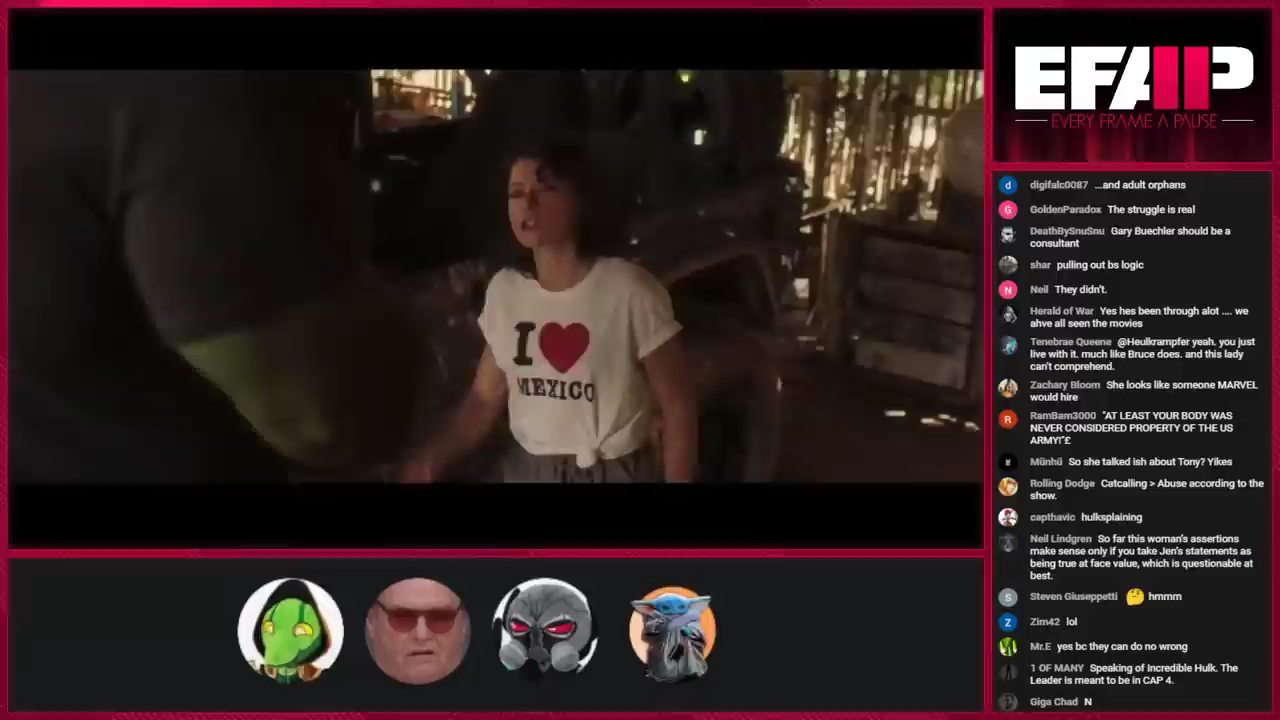 I ❤
MEXICO
EFAP
EVERY FRAME A PAUSE
d digifalc0087 ...and adult orphans
G GoldenParadox The struggle is real
DeathBySnuSnu Gary Buechler should be a
consultant
shar pulling out bs logic
N Neil They didn't.
Herald of War Yes hes been through alot .... we
ahve all seen the movies
Tenebrae Queene @Heulkrampfer yeah. you just
live with it. much like Bruce does. and this lady
can't comprehend.
Zachary Bloom She looks like someone MARVEL
would hire
R RamBam3000 "AT LEAST YOUR BODY WAS
NEVER CONSIDERED PROPERTY OF THE US
ARMY!"£
Münhü So she talked ish about Tony? Yikes
Rolling Dodge Catcalling > Abuse according to the
show.
capthavic hulksplaining
Neil Lindgren So far this woman's assertions
make sense only if you take Jen's statements as
being true at face value, which is questionable at
best.
S Steven Giuseppetti 🤔 hmmm
Z Zim42 lol
Mr.E yes bc they can do no wrong
1 OF MANY Speaking of Incredible Hulk. The
Leader is meant to be in CAP 4.
Giga Chad N